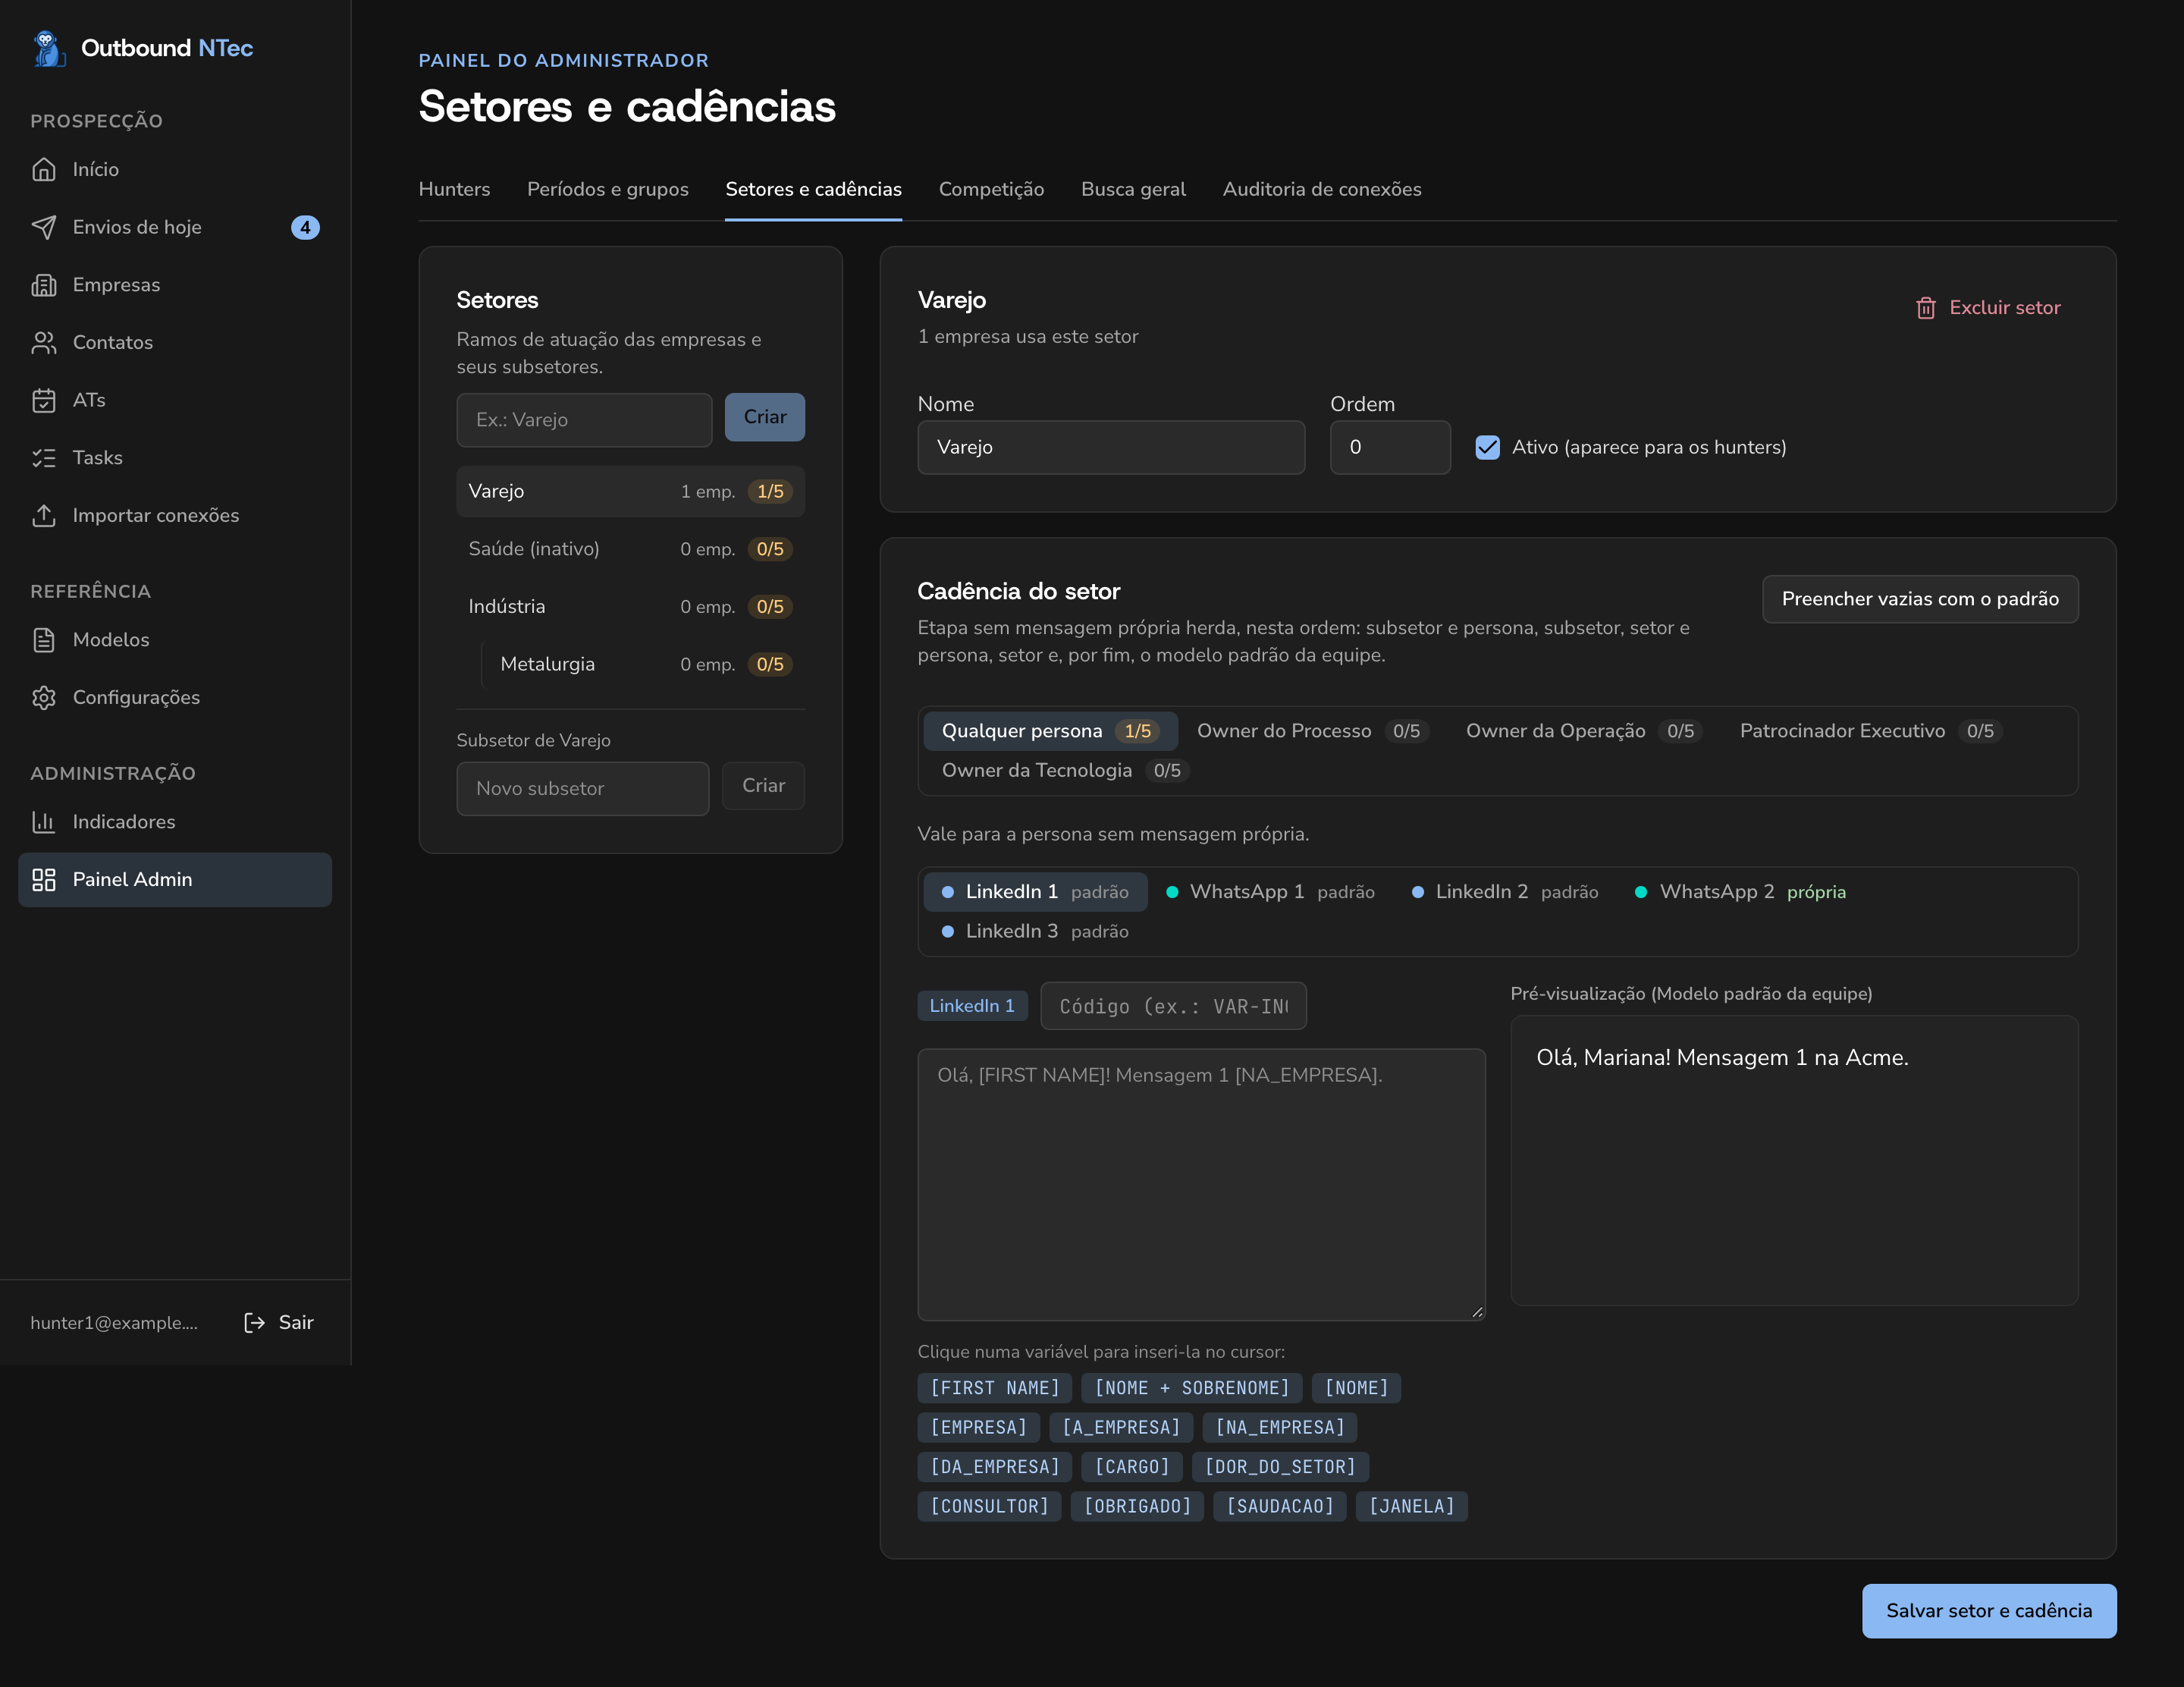 Outbound NTec
PROSPECÇÃO
Início
Envios de hoje 4
Empresas
Contatos
ATs
Tasks
Importar conexões
REFERÊNCIA
Modelos
Configurações
ADMINISTRAÇÃO
Indicadores
Painel Admin
hunter1@example.... Sair
PAINEL DO ADMINISTRADOR
Setores e cadências
Hunters Períodos e grupos Setores e cadências Competição Busca geral Auditoria de conexões
Setores
Ramos de atuação das empresas e
seus subsetores.
Ex.: Varejo Criar
Varejo 1 emp. 1/5
Saúde (inativo) 0 emp. 0/5
Indústria 0 emp. 0/5
Metalurgia 0 emp. 0/5
Subsetor de Varejo
Novo subsetor Criar
Varejo
1 empresa usa este setor
Excluir setor
Nome Ordem
Varejo 0 Ativo (aparece para os hunters)
Cadência do setor
Etapa sem mensagem própria herda, nesta ordem: subsetor e persona, subsetor, setor e
persona, setor e, por fim, o modelo padrão da equipe.
Preencher vazias com o padrão
Qualquer persona 1/5 Owner do Processo 0/5 Owner da Operação 0/5 Patrocinador Executivo 0/5
Owner da Tecnologia 0/5
Vale para a persona sem mensagem própria.
LinkedIn 1 padrão WhatsApp 1 padrão LinkedIn 2 padrão WhatsApp 2 própria
LinkedIn 3 padrão
LinkedIn 1 Código (ex.: VAR-IN
Olá, [FIRST NAME]! Mensagem 1 [NA_EMPRESA].
Pré-visualização (Modelo padrão da equipe)
Olá, Mariana! Mensagem 1 na Acme.
Clique numa variável para inseri-la no cursor:
[FIRST NAME] [NOME + SOBRENOME] [NOME]
[EMPRESA] [A_EMPRESA] [NA_EMPRESA]
[DA_EMPRESA] [CARGO] [DOR_DO_SETOR]
[CONSULTOR] [OBRIGADO] [SAUDACAO] [JANELA]
Salvar setor e cadência